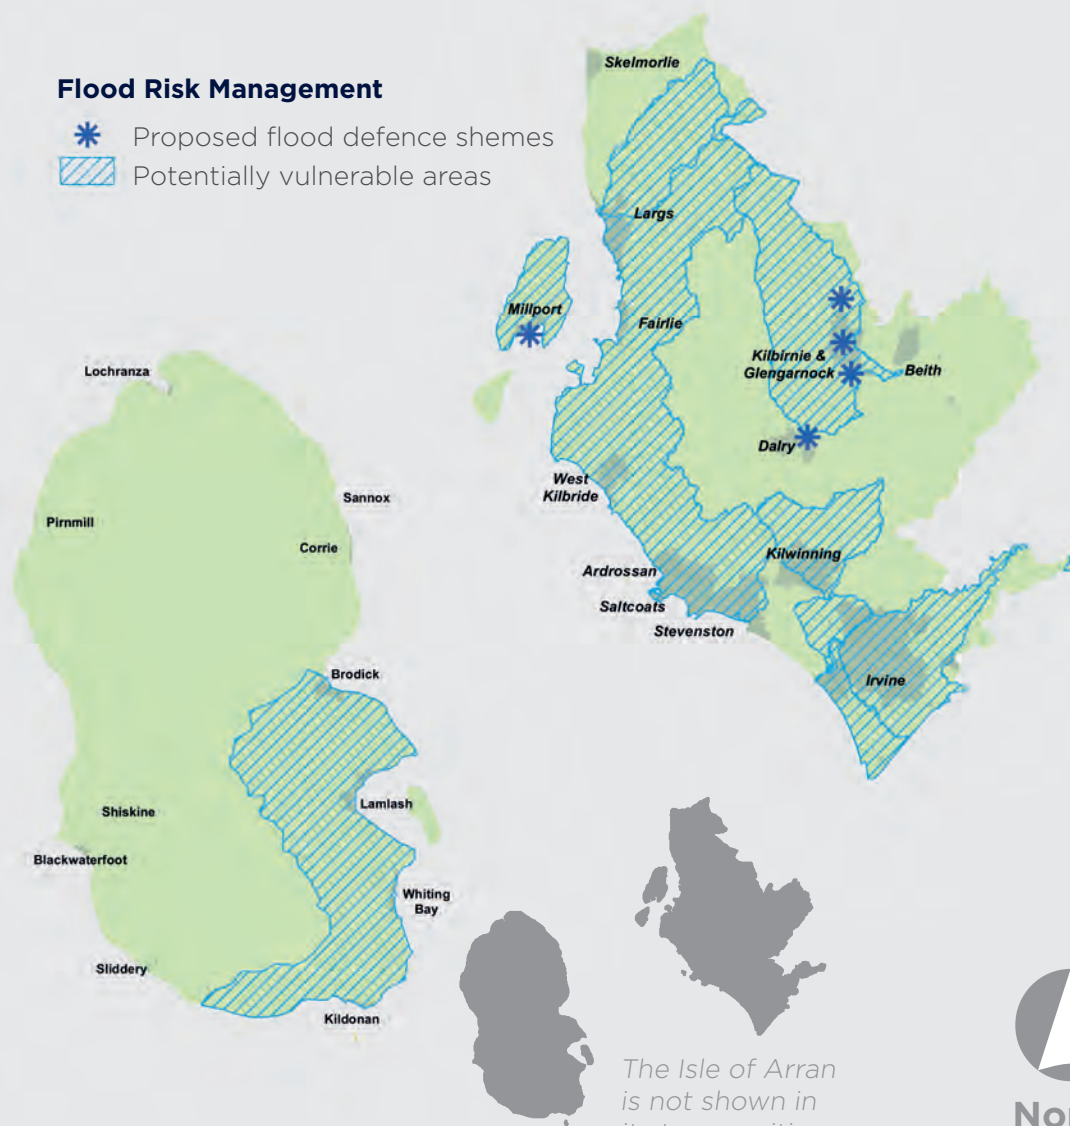 Flood Risk Management
Proposed flood defence shemes
Potentially vulnerable areas
Skelmorlie
Largs
Millport
Fairlie
Kilbirnie &
Glengarnock
Beith
Dalry
West
Kilbride
Kilwinning
Ardrossan
Saltcoats
Stevenston
Irvine
Lochranza
Sannox
Pirnmill
Corrie
Brodick
Lamlash
Shiskine
Blackwaterfoot
Whiting
Bay
Sliddery
Kildonan
The Isle of Arran
is not shown in